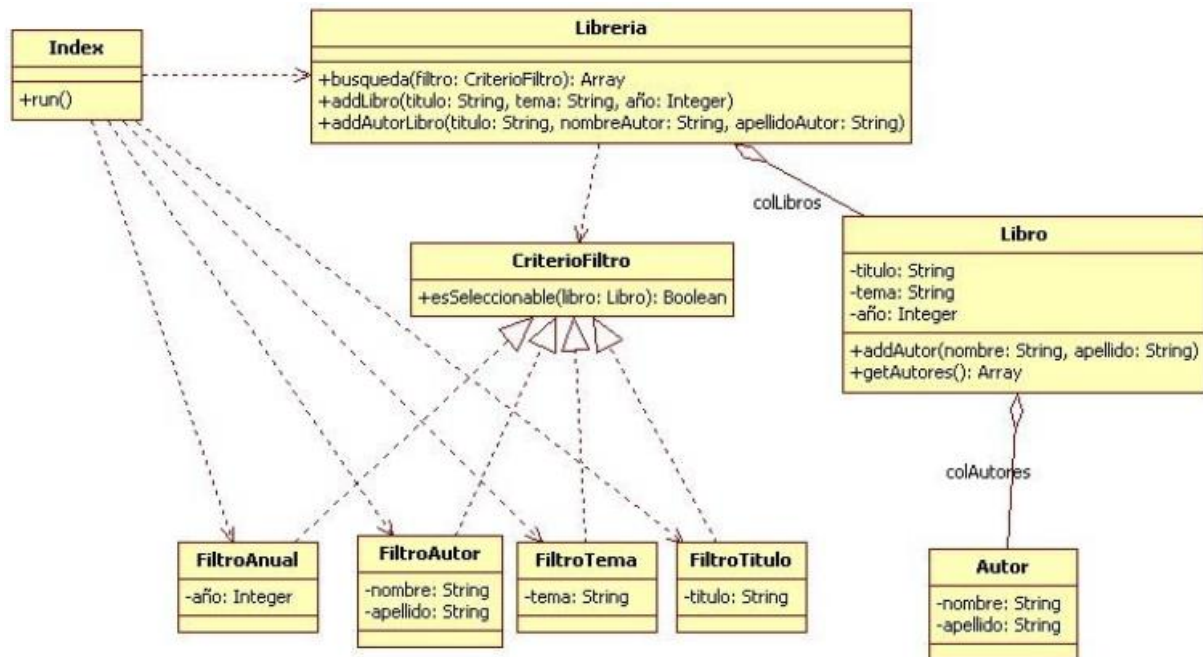 Index
+run()
Libreria
+busqueda(filtro: CriterioFiltro): Array
+addLibro(titulo: String, tema: String, año: Integer)
+addAutorLibro(titulo: String, nombreAutor: String, apellidoAutor: String)
colLibros
CriterioFiltro
+esSeleccionable(libro: Libro): Boolean
Libro
-titulo: String
-tema: String
-año: Integer
+addAutor(nombre: String, apellido: String)
+getAutores(): Array
colAutores
FiltroAnual
-año: Integer
FiltroAutor
-nombre: String
-apellido: String
FiltroTema
-tema: String
FiltroTitulo
-titulo: String
Autor
-nombre: String
-apellido: String